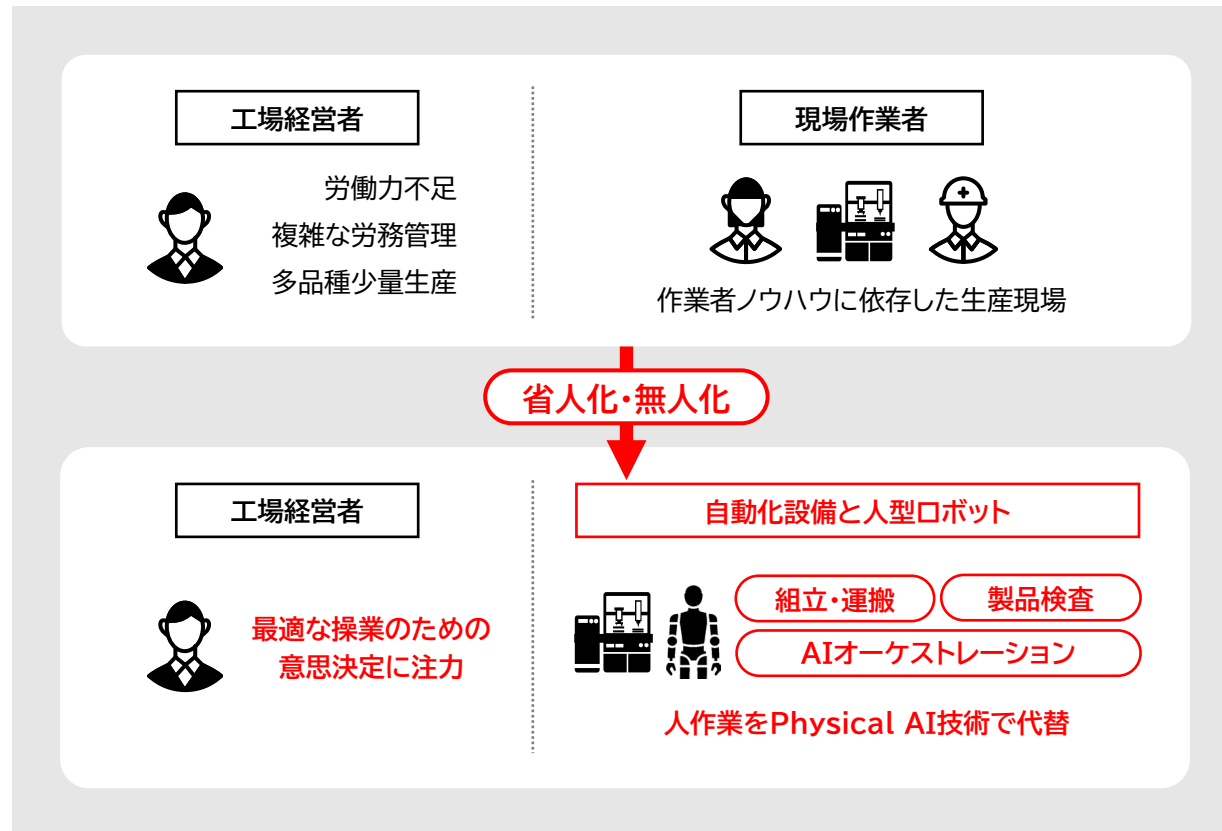 工場経営者
労働力不足
複雑な労務管理
多品種少量生産
現場作業者
作業者ノウハウに依存した生産現場
省人化・無人化
工場経営者
最適な操業のための
意思決定に注力
自動化設備と人型ロボット
組立・運搬
製品検査
AIオーケストレーション
人作業をPhysical AI技術で代替